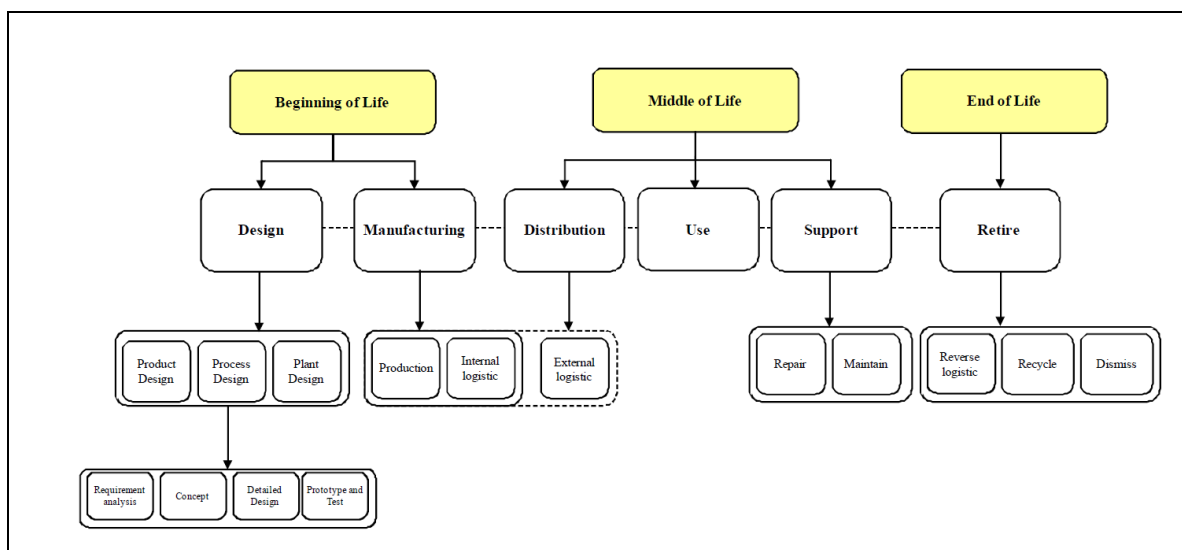 Beginning of Life
Middle of Life
End of Life
Design
Manufacturing
Distribution
Use
Support
Retire
Product
Design
Process
Design
Plant
Design
Production
Internal
logistic
External
logistic
Repair
Maintain
Reverse
logistic
Recycle
Dismiss
Requirement
analysis
Concept
Detailed
Design
Prototype and
Test